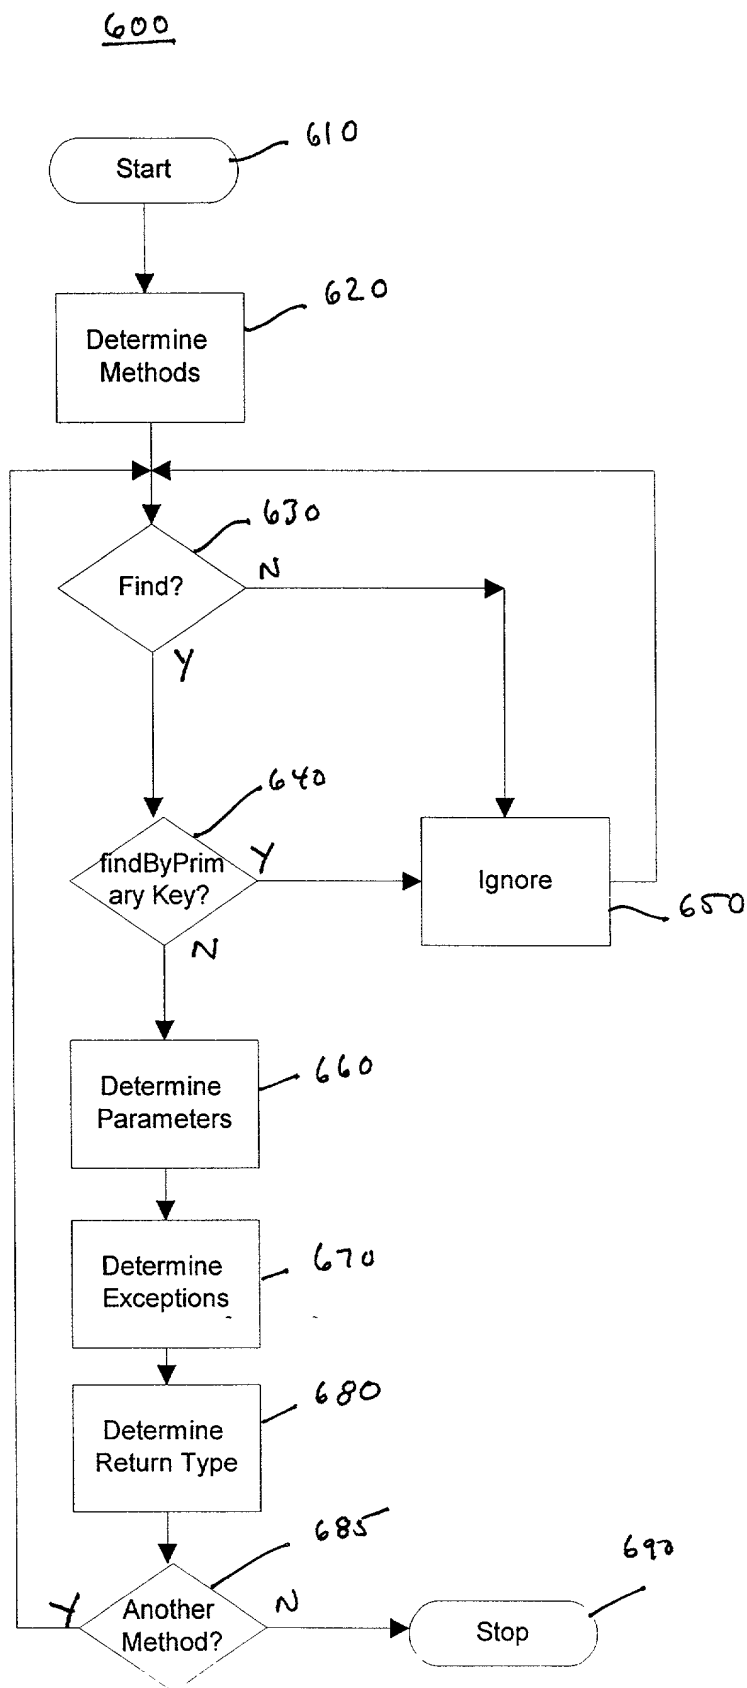 600
Start
610
Determine
Methods
620
Find?
630
N
Y
findByPrim
ary Key?
640
Y
N
Ignore
650
Determine
Parameters
660
Determine
Exceptions
670
Determine
Return Type
680
Another
Method?
685
Y
N
Stop
690